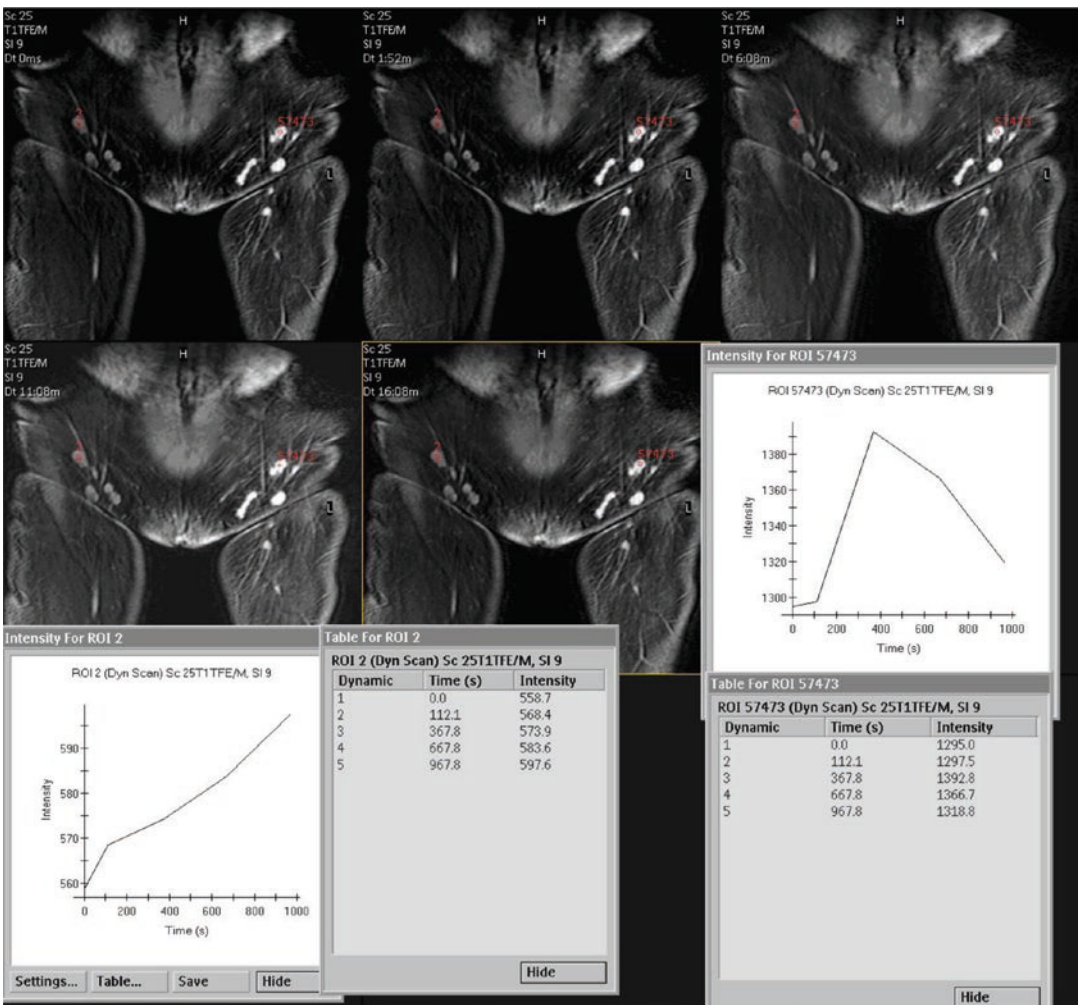 Sc 25
T1TFE/M
Sl 9
Dt 0ms
H
2
57473
L
Sc 25
T1TFE/M
Sl 9
Dt 1:52m
H
2
57473
L
Sc 25
T1TFE/M
Sl 9
Dt 6:08m
H
2
57473
L
Sc 25
T1TFE/M
Sl 9
Dt 11:08m
H
2
57473
L
Sc 25
T1TFE/M
Sl 9
Dt 16:08m
H
2
57473
L
Intensity For ROI 57473
ROI 57473 (Dyn Scan) Sc 25T1TFE/M, Sl 9
Intensity
1380
1360
1340
1320
1300
0 200 400 600 800 1000
Time (s)
Intensity For ROI 2
ROI 2 (Dyn Scan) Sc 25T1TFE/M, Sl 9
Intensity
590
580
570
560
0 200 400 600 800 1000
Time (s)
Settings... Table... Save Hide
Table For ROI 2
ROI 2 (Dyn Scan) Sc 25T1TFE/M, Sl 9
Dynamic Time (s) Intensity
1 0.0 558.7
2 112.1 568.4
3 367.8 573.9
4 667.8 583.6
5 967.8 597.6
Hide
Table For ROI 57473
ROI 57473 (Dyn Scan) Sc 25T1TFE/M, Sl 9
Dynamic Time (s) Intensity
1 0.0 1295.0
2 112.1 1297.5
3 367.8 1392.8
4 667.8 1366.7
5 967.8 1318.8
Hide